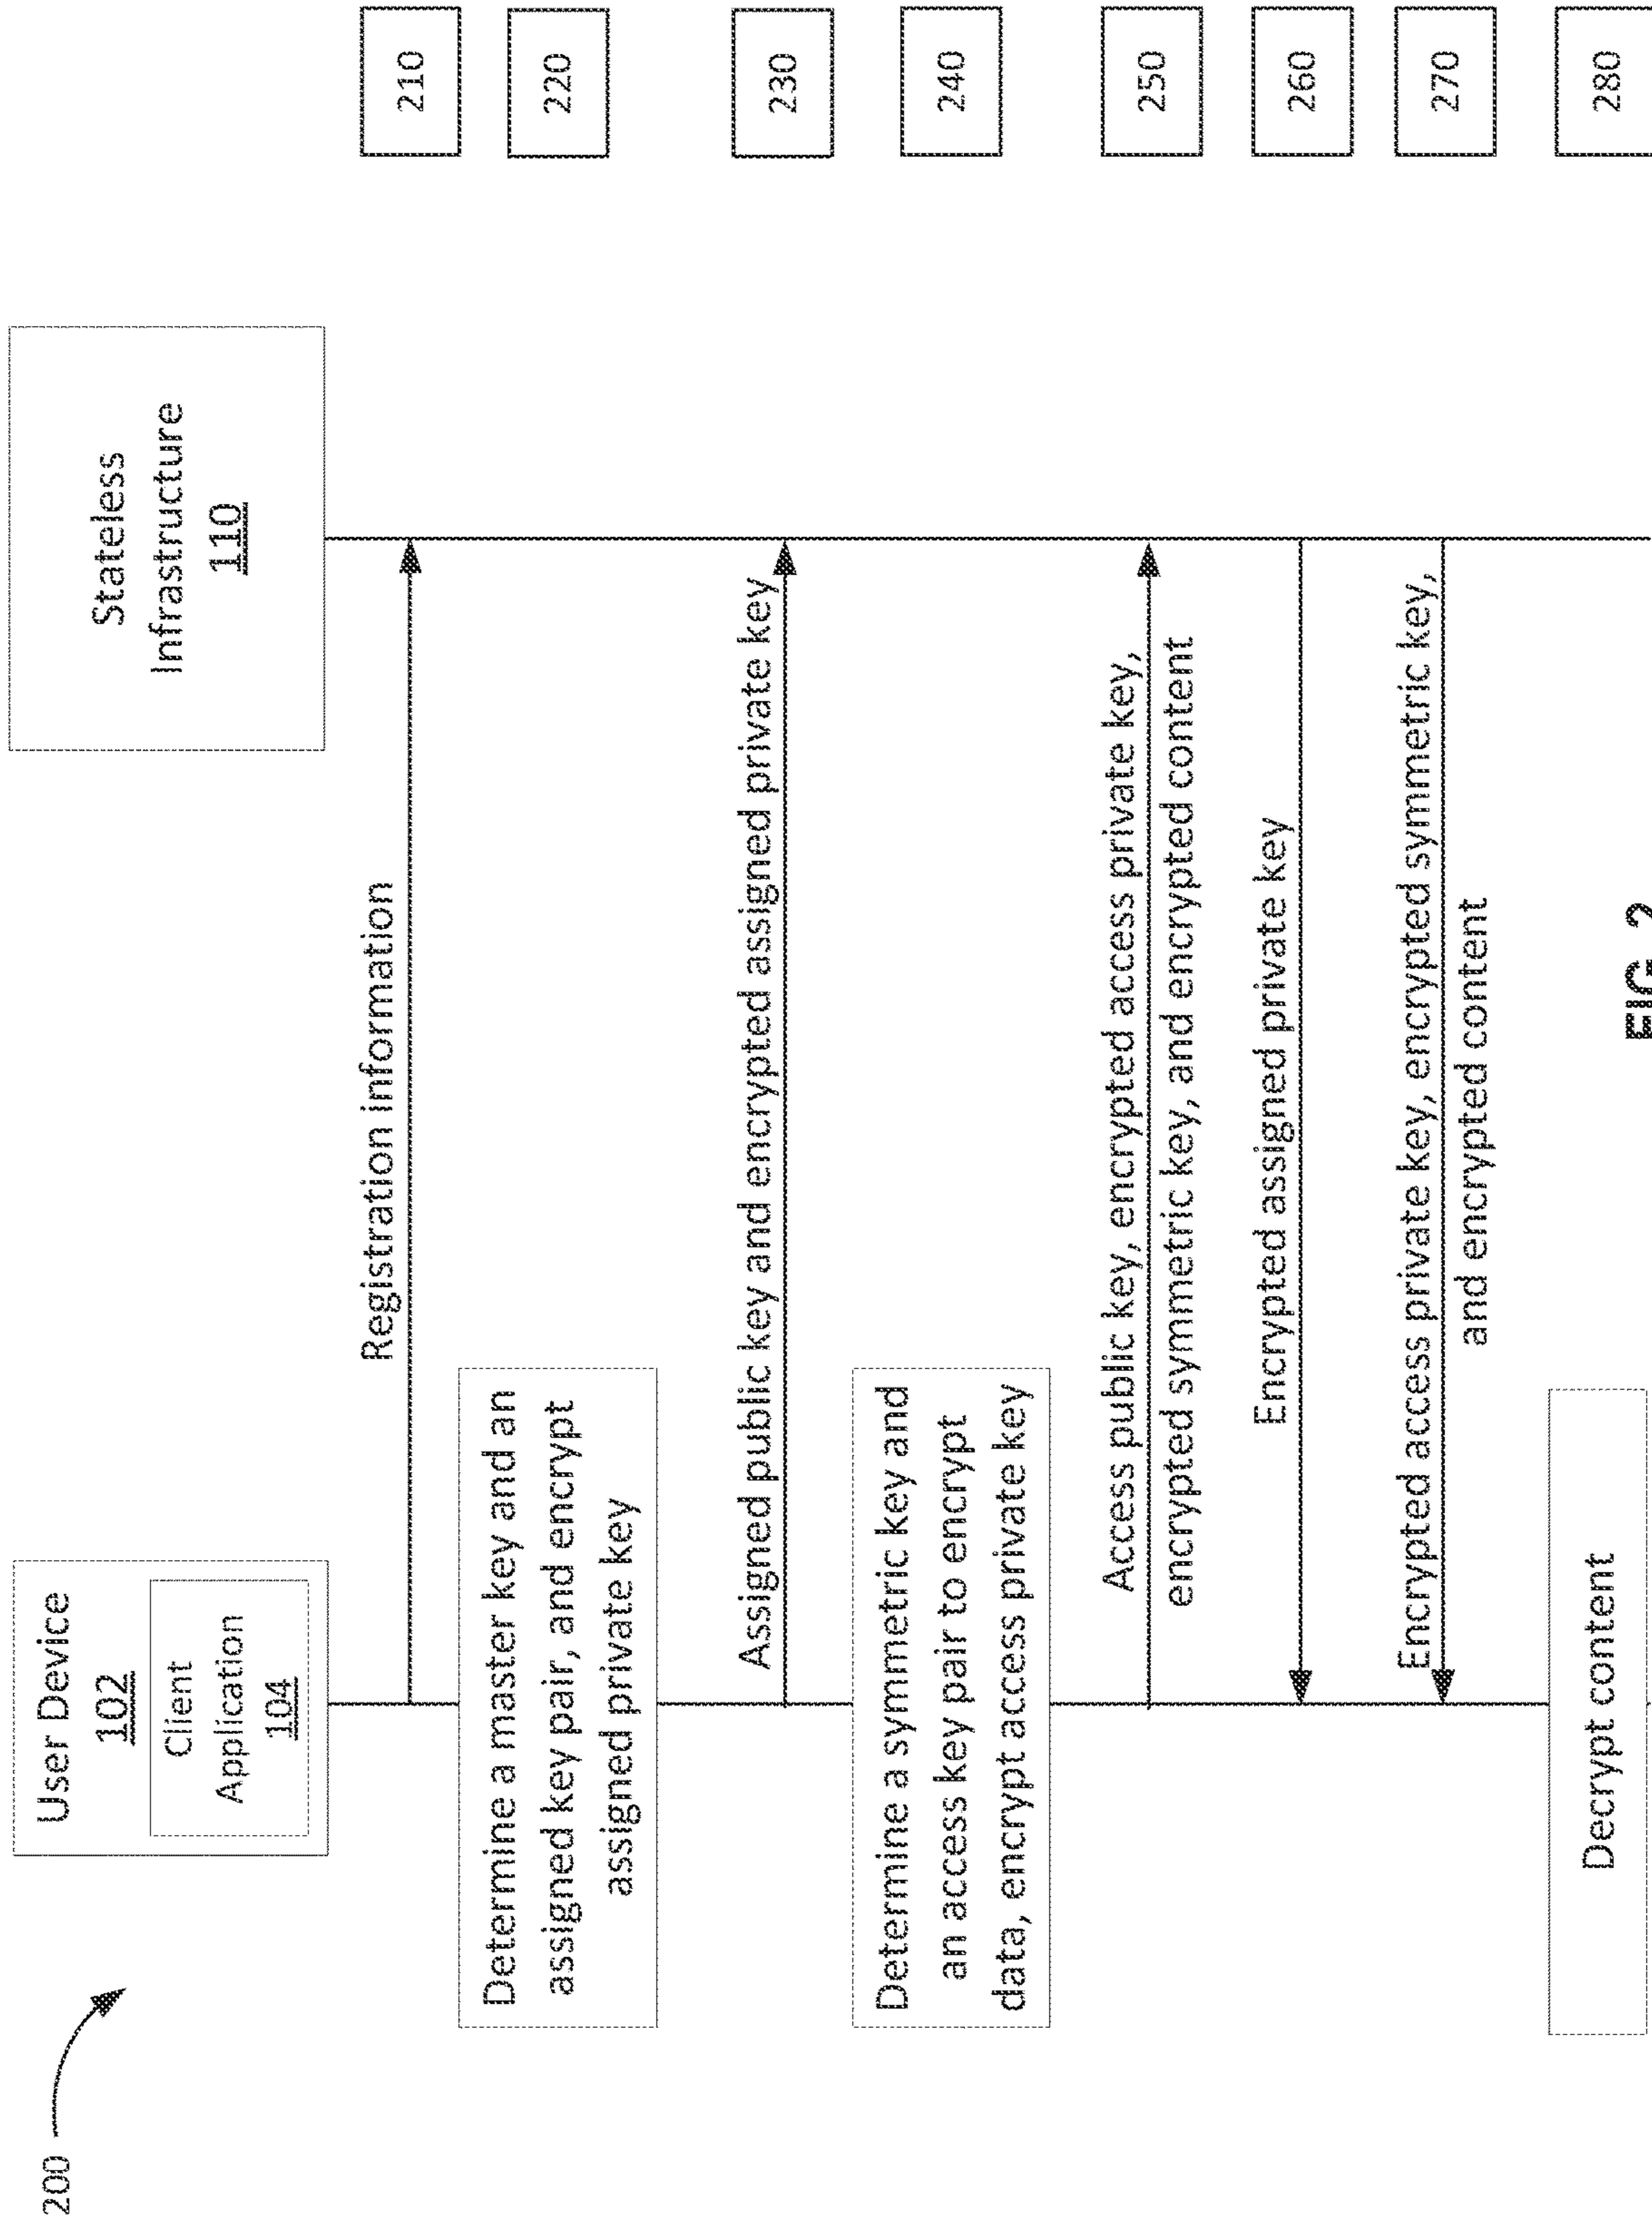 200
User Device
102
Client
Application
104
Stateless
Infrastructure
110
Registration information
210
Determine a master key and an
assigned key pair, and encrypt
assigned private key
220
Assigned public key and encrypted assigned private key
230
Determine a symmetric key and
an access key pair to encrypt
data, encrypt access private key
240
Access public key, encrypted access private key,
encrypted symmetric key, and encrypted content
250
Encrypted assigned private key
260
Encrypted access private key, encrypted symmetric key,
and encrypted content
270
Decrypt content
280
FIG. 2